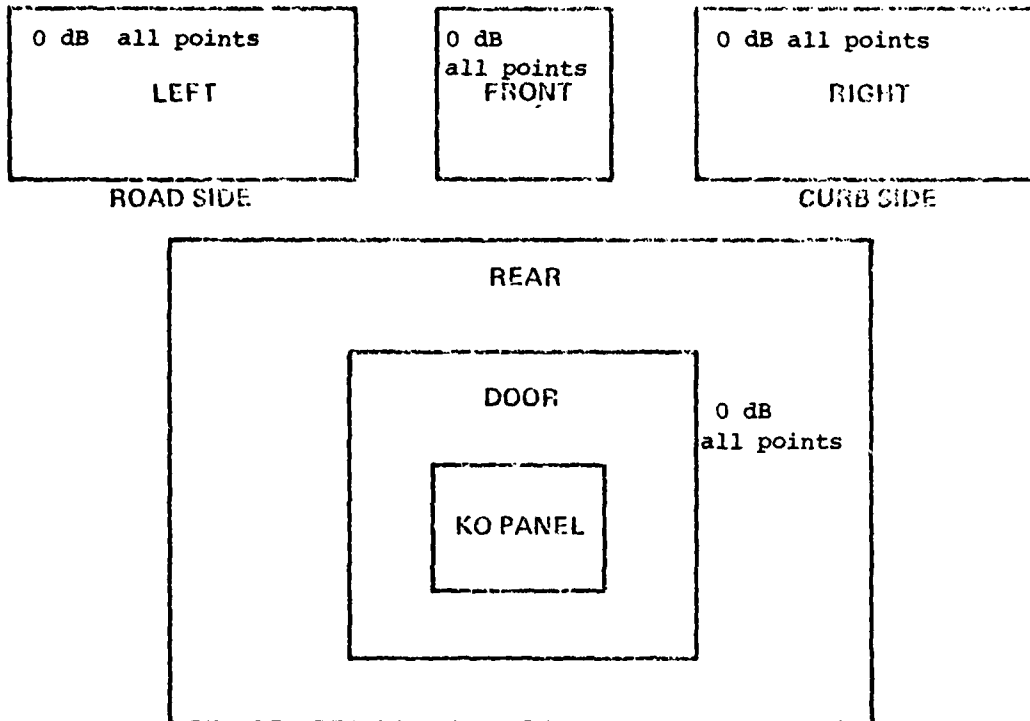 0 dB all points
LEFT
ROAD SIDE
0 dB
all points
FRONT
0 dB all points
RIGHT
CURB SIDE
REAR
DOOR
0 dB
all points
KO PANEL